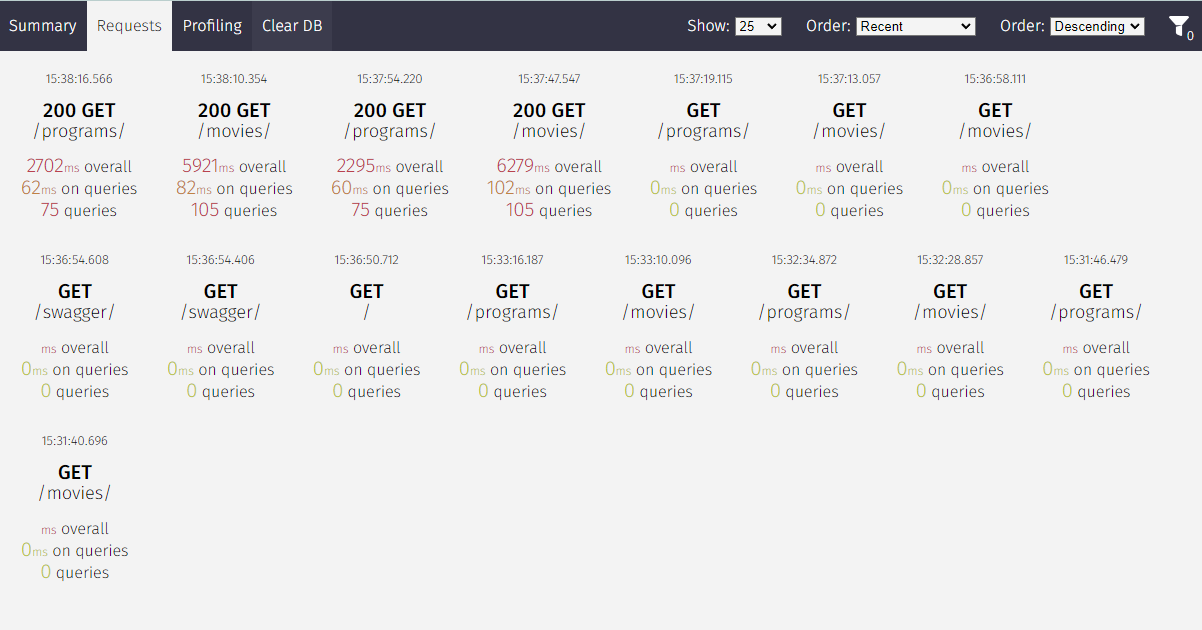 Summary Requests Profiling Clear DB Show: 25 Order: Recent Order: Descending 0
15:38:16.566 15:38:10.354 15:37:54.220 15:37:47.547 15:37:19.115 15:37:13.057 15:36:58.111
200 GET 200 GET 200 GET 200 GET GET GET GET
/programs/ /movies/ /programs/ /movies/ /programs/ /movies/ /movies/
2702ms overall 5921ms overall 2295ms overall 6279ms overall ms overall ms overall ms overall
62ms on queries 82ms on queries 60ms on queries 102ms on queries 0ms on queries 0ms on queries 0ms on queries
75 queries 105 queries 75 queries 105 queries 0 queries 0 queries 0 queries
15:36:54.608 15:36:54.406 15:36:50.712 15:33:16.187 15:33:10.096 15:32:34.872 15:32:28.857 15:31:46.479
GET GET GET GET GET GET GET GET
/swagger/ /swagger/ / /programs/ /movies/ /programs/ /movies/ /programs/
ms overall ms overall ms overall ms overall ms overall ms overall ms overall ms overall
0ms on queries 0ms on queries 0ms on queries 0ms on queries 0ms on queries 0ms on queries 0ms on queries 0ms on queries
0 queries 0 queries 0 queries 0 queries 0 queries 0 queries 0 queries 0 queries
15:31:40.696
GET
/movies/
ms overall
0ms on queries
0 queries